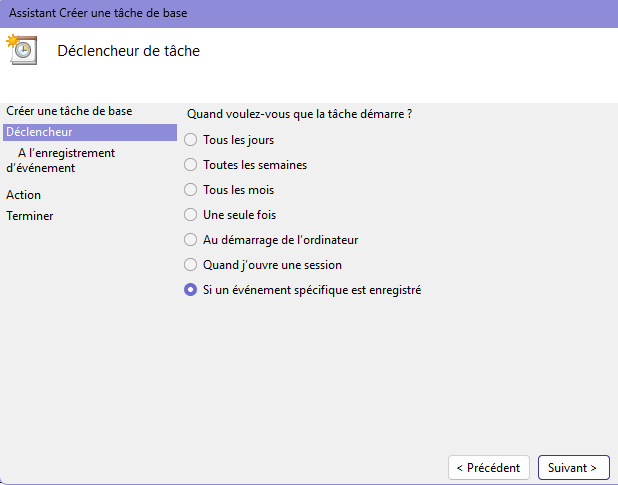 Assistant Créer une tâche de base
Déclencheur de tâche
Créer une tâche de base
Déclencheur
A l'enregistrement
d'événement
Action
Terminer
Quand voulez-vous que la tâche démarre ?
Tous les jours
Toutes les semaines
Tous les mois
Une seule fois
Au démarrage de l'ordinateur
Quand j'ouvre une session
Si un événement spécifique est enregistré
< Précédent
Suivant >